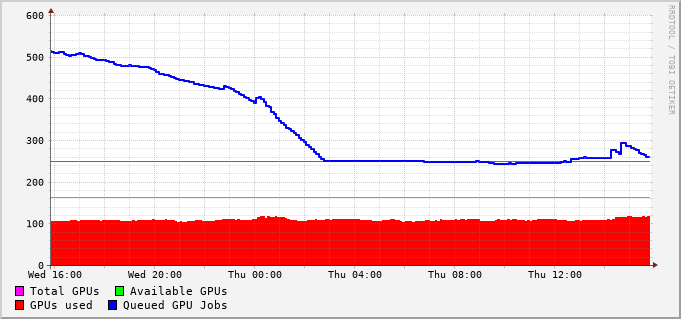 600
500
400
300
200
100
0
Wed 16:00 Wed 20:00 Thu 00:00 Thu 04:00 Thu 08:00 Thu 12:00
Total GPUs Available GPUs
GPUs used Queued GPU Jobs
RRDTOOL / TOBI OETIKER